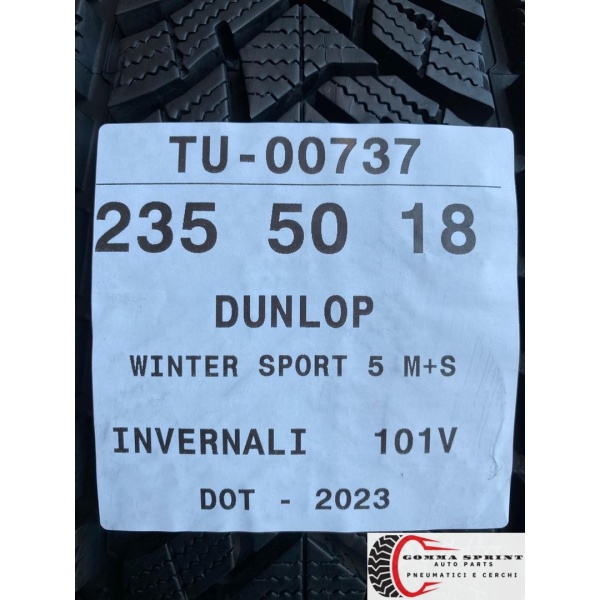 TU-00737
235 50 18
DUNLOP
WINTER SPORT 5 M+S
INVERNALI 101V
DOT - 2023
GOMMA SPRINT
AUTO PARTS
PNEUMATICI E CERCHI